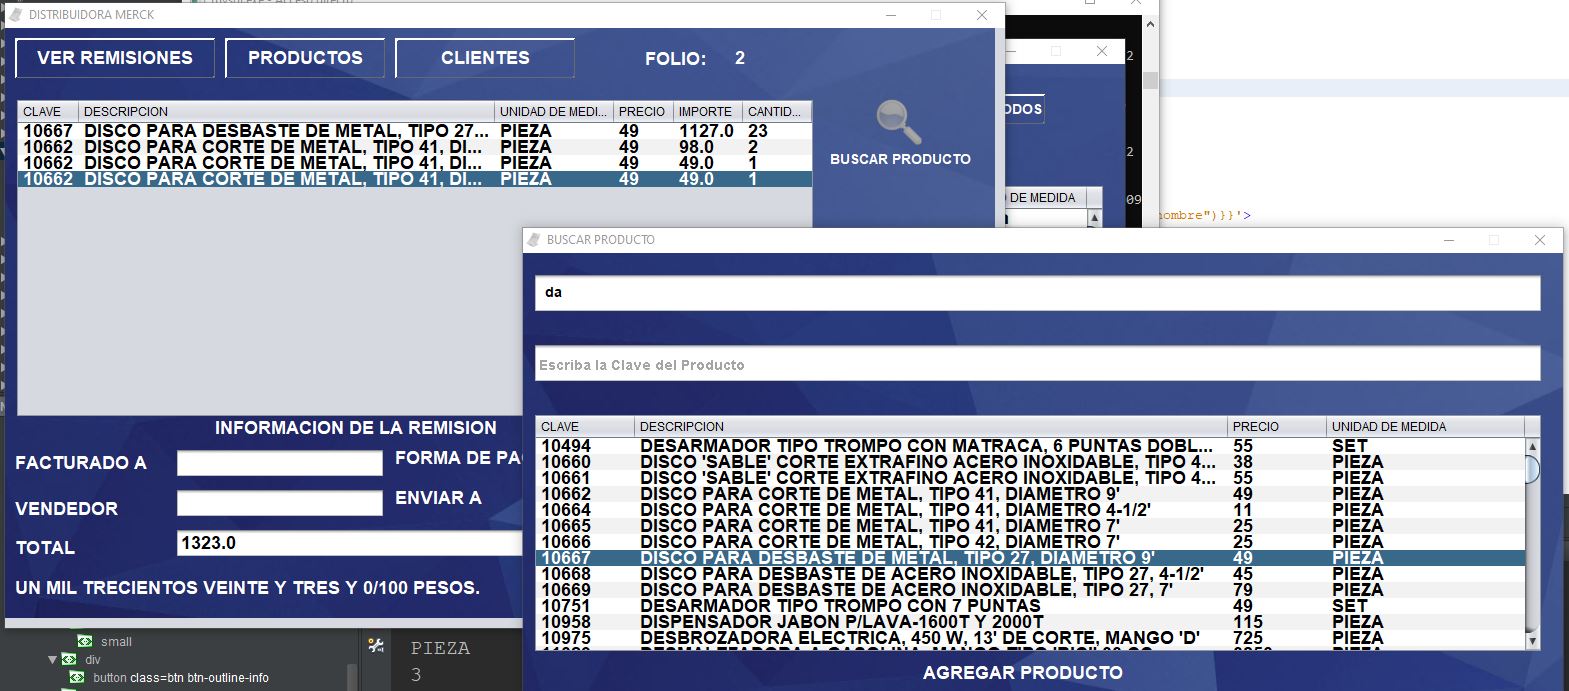 DISTRIBUIDORA MERCK
VER REMISIONES PRODUCTOS CLIENTES FOLIO: 2
CLAVE DESCRIPCION UNIDAD DE MEDI... PRECIO IMPORTE CANTID...
10667 DISCO PARA DESBASTE DE METAL, TIPO 27... PIEZA 49 1127.0 23
10662 DISCO PARA CORTE DE METAL, TIPO 41, DI... PIEZA 49 98.0 2
10662 DISCO PARA CORTE DE METAL, TIPO 41, DI... PIEZA 49 49.0 1
10662 DISCO PARA CORTE DE METAL, TIPO 41, DI... PIEZA 49 49.0 1
BUSCAR PRODUCTO
INFORMACION DE LA REMISION
FACTURADO A FORMA DE PA
VENDEDOR ENVIAR A
TOTAL 1323.0
UN MIL TRECIENTOS VEINTE Y TRES Y 0/100 PESOS.
2
ODOS
2
DE MEDIDA
09
ombre")}}'>
BUSCAR PRODUCTO
da
Escriba la Clave del Producto
CLAVE DESCRIPCION PRECIO UNIDAD DE MEDIDA
10494 DESARMADOR TIPO TROMPO CON MATRACA, 6 PUNTAS DOBL... 55 SET
10660 DISCO 'SABLE' CORTE EXTRAFINO ACERO INOXIDABLE, TIPO 4... 38 PIEZA
10661 DISCO 'SABLE' CORTE EXTRAFINO ACERO INOXIDABLE, TIPO 4... 55 PIEZA
10662 DISCO PARA CORTE DE METAL, TIPO 41, DIAMETRO 9' 49 PIEZA
10664 DISCO PARA CORTE DE METAL, TIPO 41, DIAMETRO 4-1/2' 11 PIEZA
10665 DISCO PARA CORTE DE METAL, TIPO 41, DIAMETRO 7' 25 PIEZA
10666 DISCO PARA CORTE DE METAL, TIPO 42, DIAMETRO 7' 25 PIEZA
10667 DISCO PARA DESBASTE DE METAL, TIPO 27, DIAMETRO 9' 49 PIEZA
10668 DISCO PARA DESBASTE DE ACERO INOXIDABLE, TIPO 27, 4-1/2' 45 PIEZA
10669 DISCO PARA DESBASTE DE ACERO INOXIDABLE, TIPO 27, 7' 79 PIEZA
10751 DESARMADOR TIPO TROMPO CON 7 PUNTAS 49 SET
10958 DISPENSADOR JABON P/LAVA-1600T Y 2000T 115 PIEZA
10975 DESBROZADORA ELECTRICA, 450 W, 13' DE CORTE, MANGO 'D' 725 PIEZA
AGREGAR PRODUCTO
small
div
button class=btn btn-outline-info
PIEZA
3